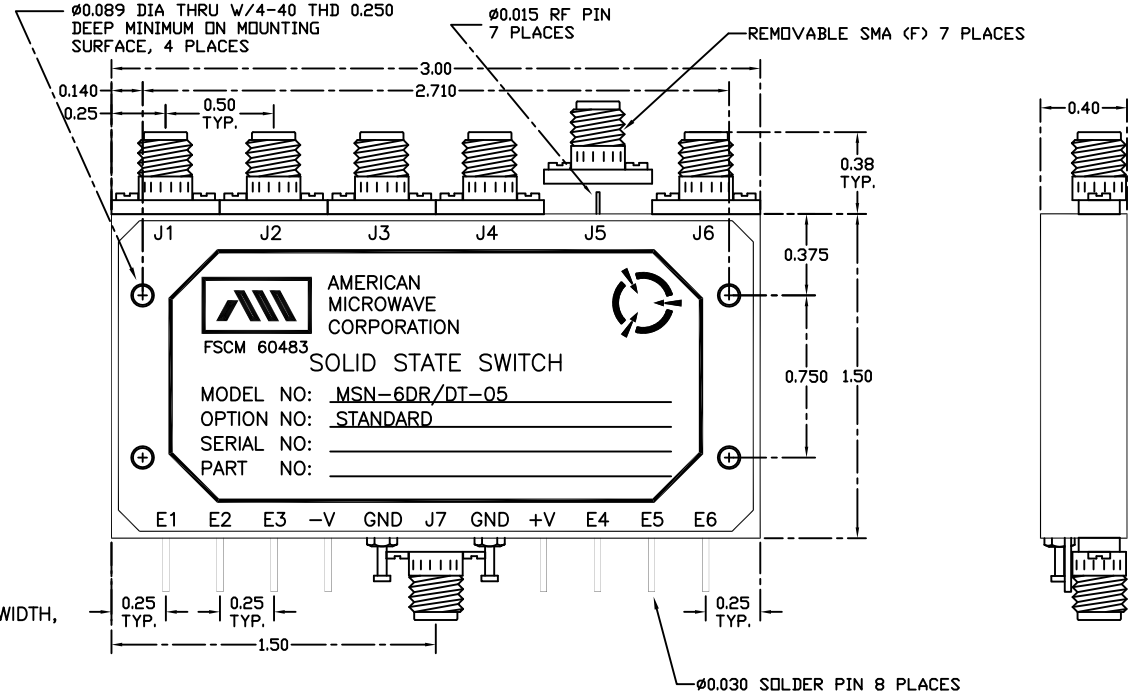 ø0.089 DIA THRU W/4-40 THD 0.250
DEEP MINIMUM ON MOUNTING
SURFACE, 4 PLACES
ø0.015 RF PIN
7 PLACES
REMOVABLE SMA (F) 7 PLACES
3.00
0.140
2.710
0.25
0.50
TYP.
0.40
0.38
TYP.
J1 J2 J3 J4 J5 J6
0.375
AMERICAN
MICROWAVE
CORPORATION
FSCM 60483
SOLID STATE SWITCH
0.750 1.50
MODEL NO: MSN-6DR/DT-05
OPTION NO: STANDARD
SERIAL NO:
PART NO:
E1 E2 E3 -V GND J7 GND +V E4 E5 E6
WIDTH,
0.25
TYP.
0.25
TYP.
0.25
TYP.
1.50
ø0.030 SOLDER PIN 8 PLACES